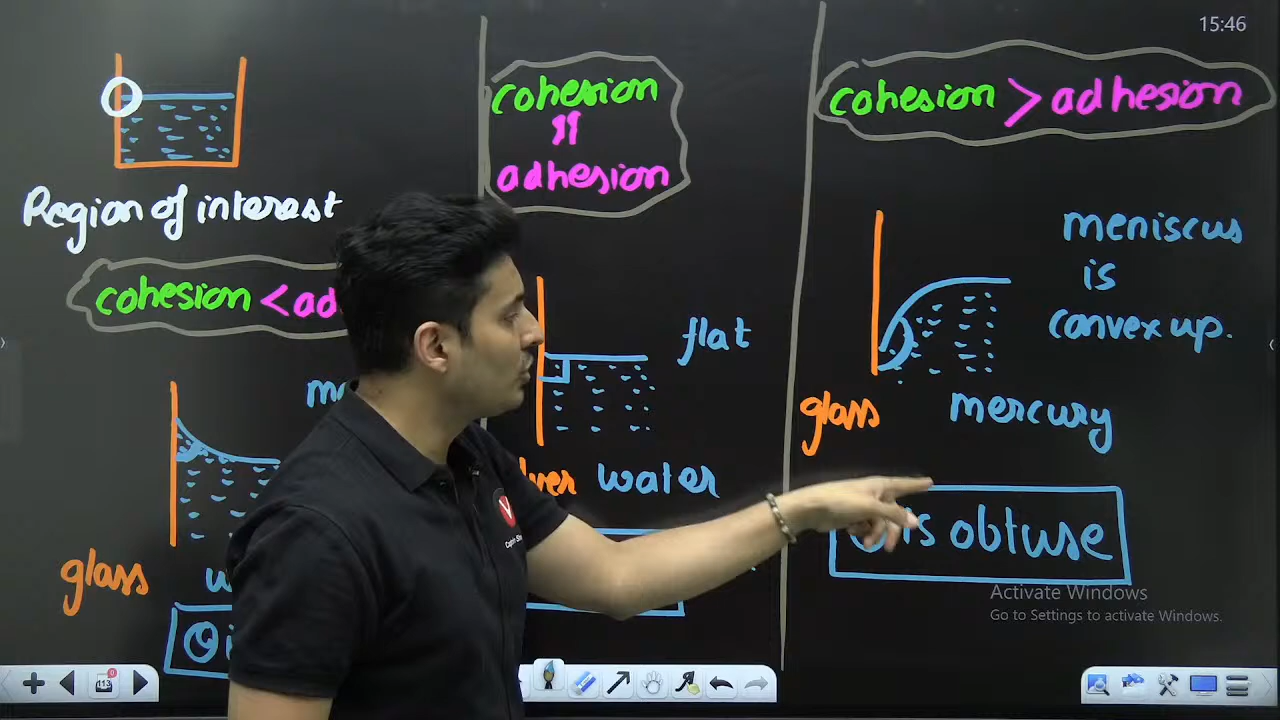 15:46
Region of interest
cohesion <
glass
cohesion
=
adhesion
flat
water
cohesion > adhesion
meniscus
is
convex up.
glass
mercury
is obtuse
Activate Windows
Go to Settings to activate Windows.
113